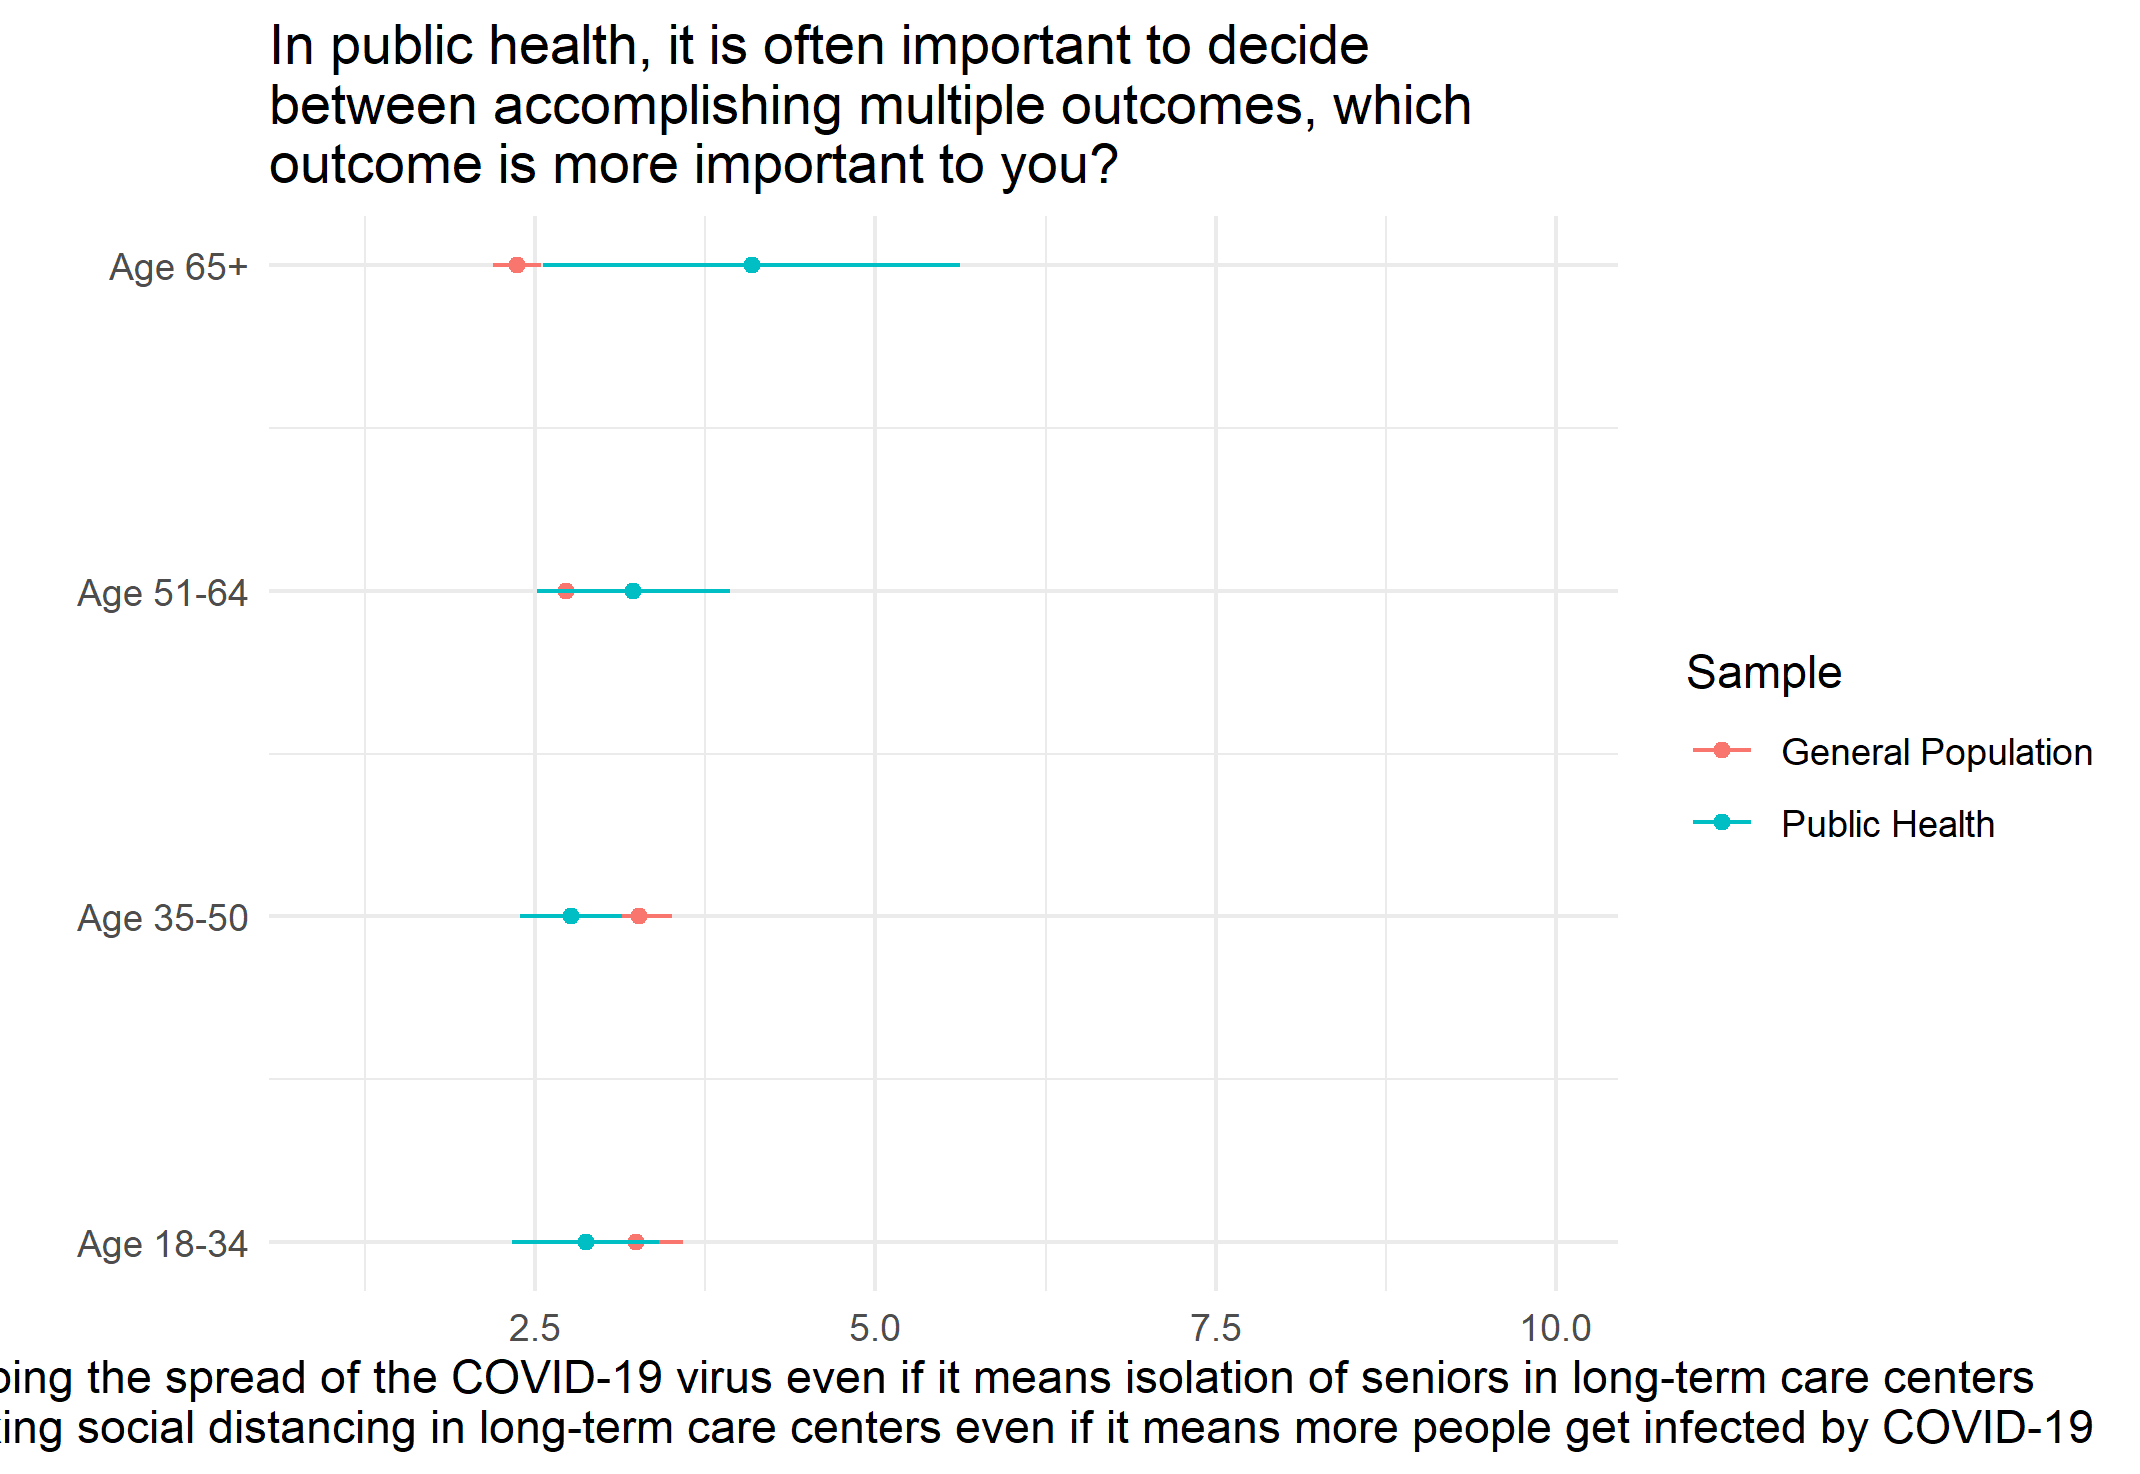 In public health, it is often important to decide
between accomplishing multiple outcomes, which
outcome is more important to you?
Age 65+
Age 51-64
Age 35-50
Age 18-34
Sample
General Population
Public Health
2.5 5.0 7.5 10.0
the spread of the COVID-19 virus even if it means isolation of seniors in long-term care centers
social distancing in long-term care centers even if it means more people get infected by COVID-19